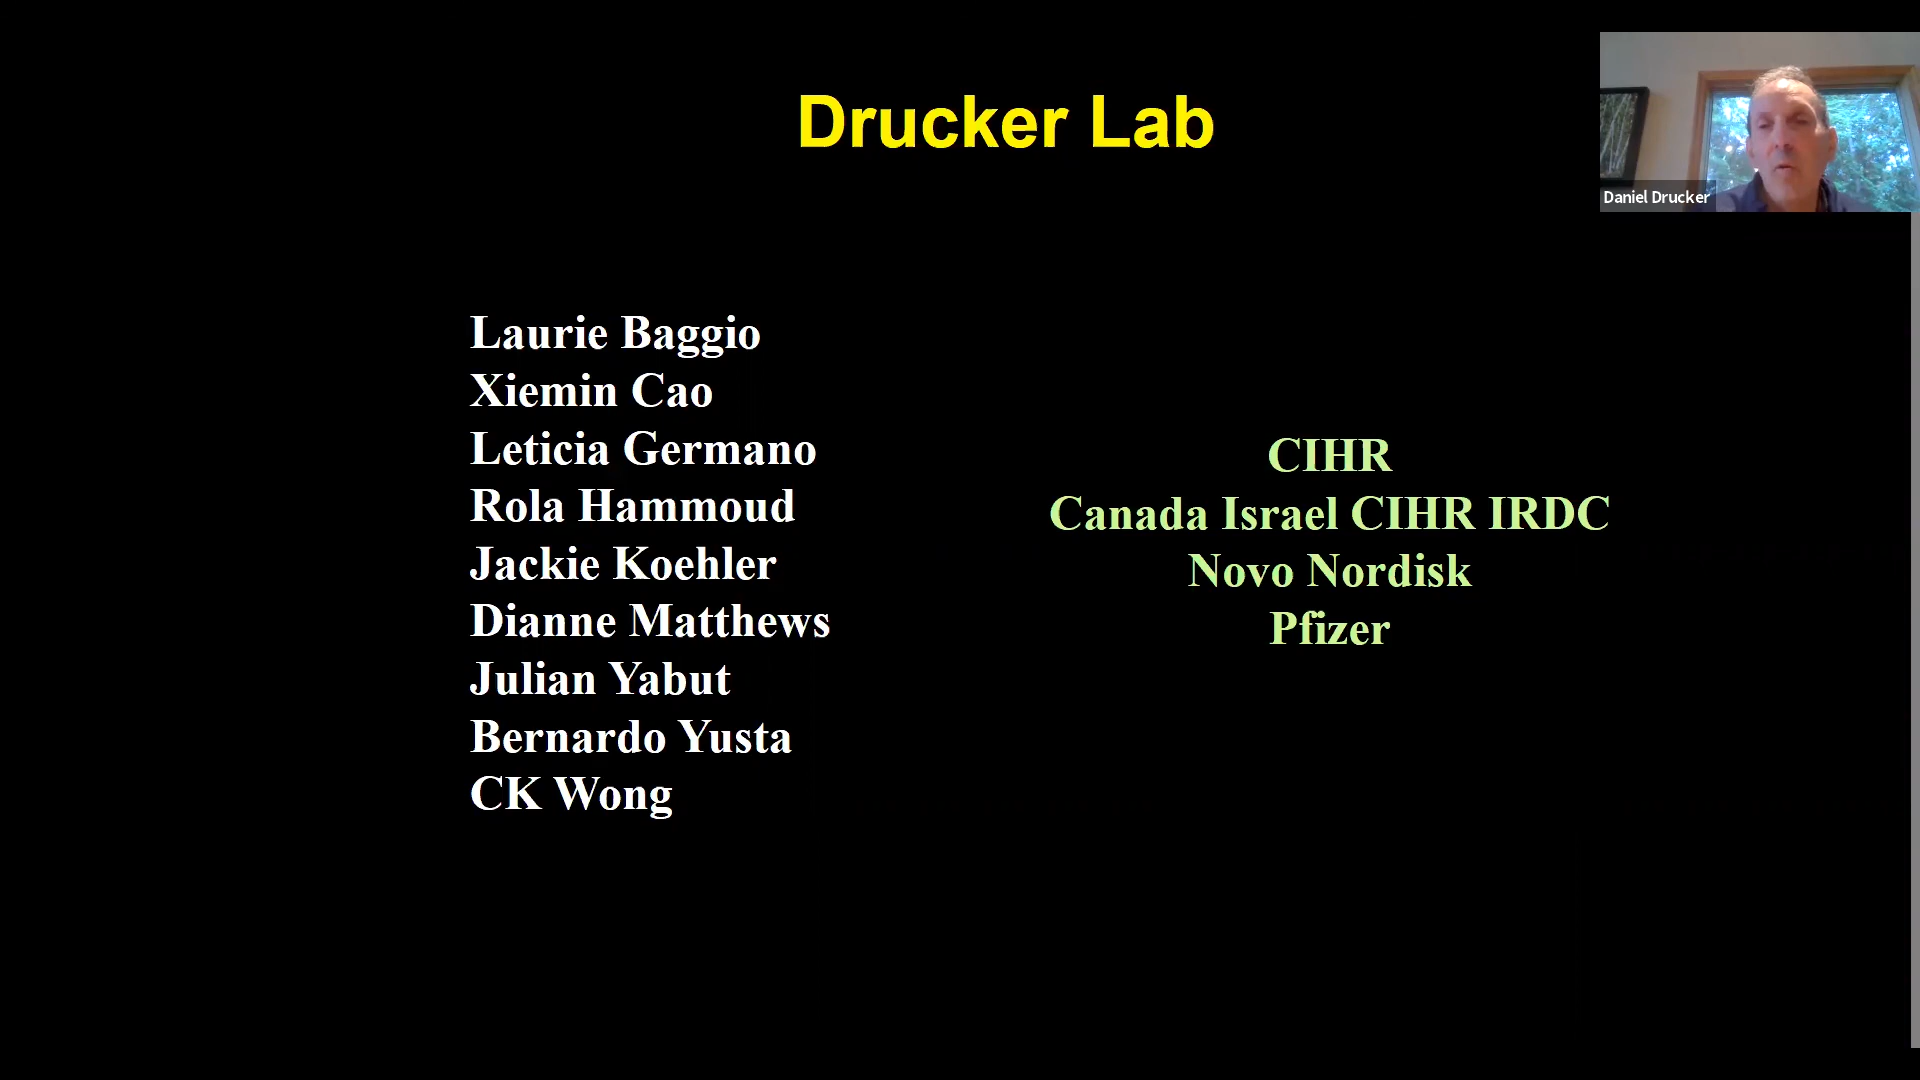 Drucker Lab
Daniel Drucker
Laurie Baggio
Xiemin Cao
Leticia Germano
Rola Hammoud
Jackie Koehler
Dianne Matthews
Julian Yabut
Bernardo Yusta
CK Wong
CIHR
Canada Israel CIHR IRDC
Novo Nordisk
Pfizer